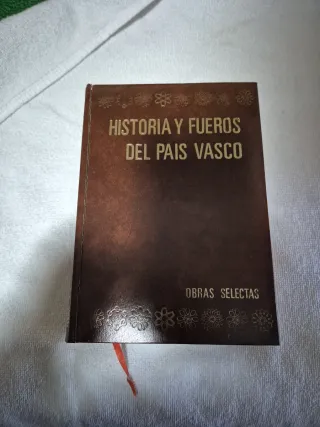 HISTORIA Y FUEROS
DEL PAIS VASCO
OBRAS SELECTAS